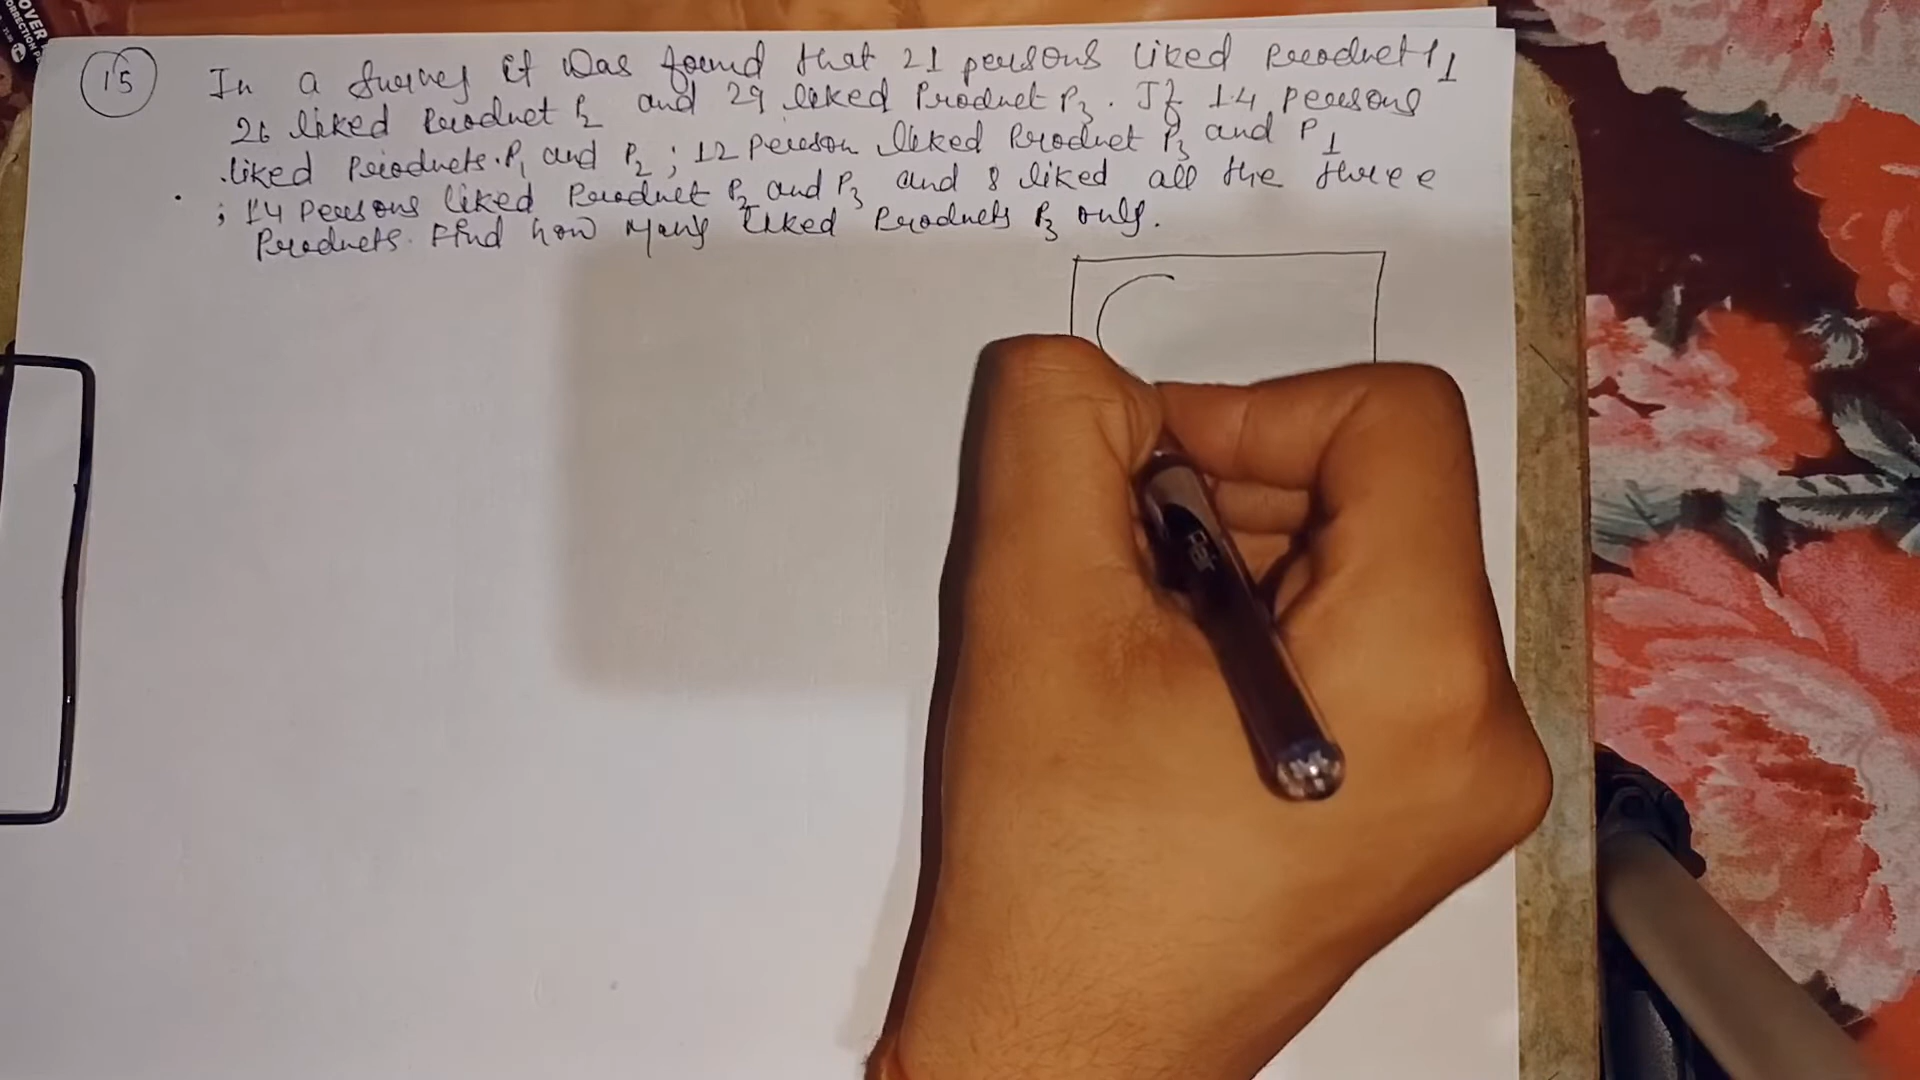 15 In a survey it was found that 21 persons liked product P1
26 liked product P2 and 29 liked Product P3. If 14 persons
liked Products P1 and P2; 12 person liked Product P3 and P1
; 14 Persons liked Product P2 and P3 and 8 liked all the three
Products. Find how many liked Products P3 only.
OVER
CORRECTION P
Pair